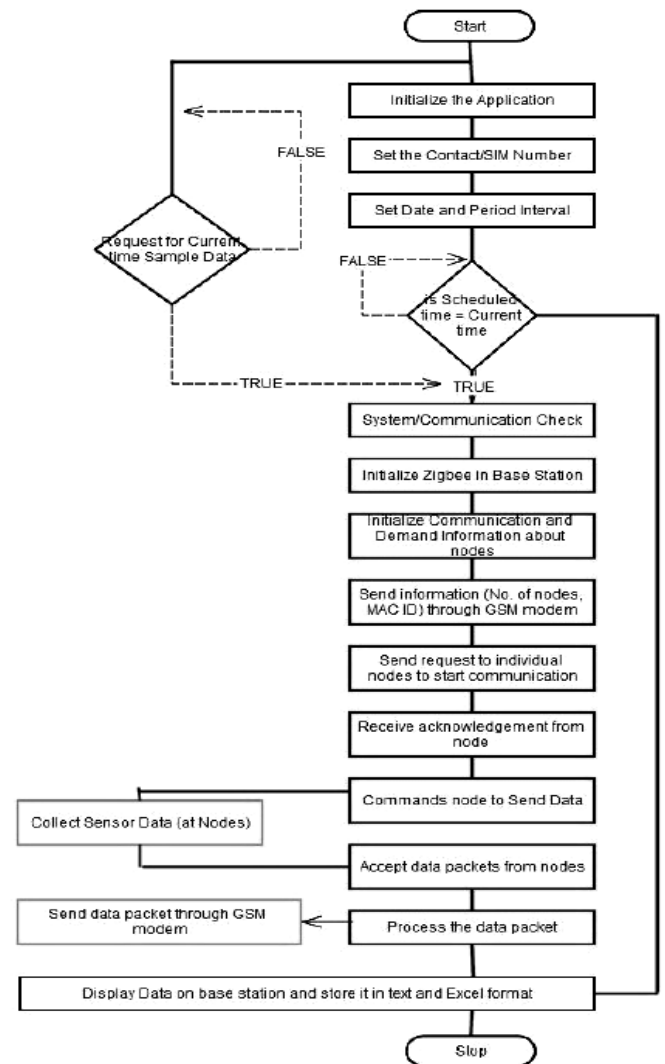 Start
Initialize the Application
FALSE
Set the Contact/SIM Number
Set Date and Period Interval
Request for Current
time Sample Data
FALSE
is Scheduled
time = Current
time
TRUE
TRUE
System/Communication Check
Initialize Zigbee in Base Station
Initialize Communication and
Demand Information about
nodes
Send information (No. of nodes,
MAC ID) through GSM modem
Send request to individual
nodes to start communication
Receive acknowledgement from
node
Commands node to Send Data
Collect Sensor Data (at Nodes)
Accept data packets from nodes
Send data packet through GSM
modem
Process the data packet
Display Data on base station and store it in text and Excel format
Stop